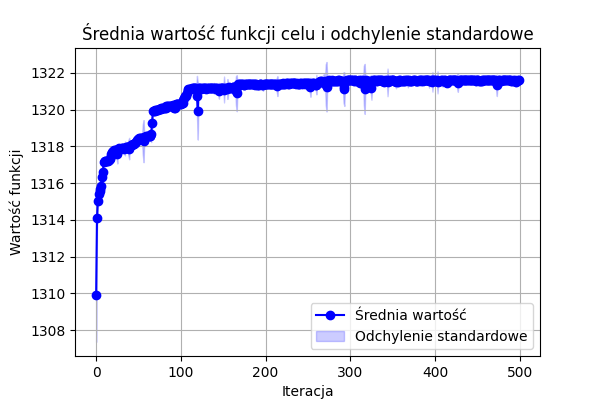 Średnia wartość funkcji celu i odchylenie standardowe
Wartość funkcji
1322
1320
1318
1316
1314
1312
1310
1308
0 100 200 300 400 500
Iteracja
Średnia wartość
Odchylenie standardowe